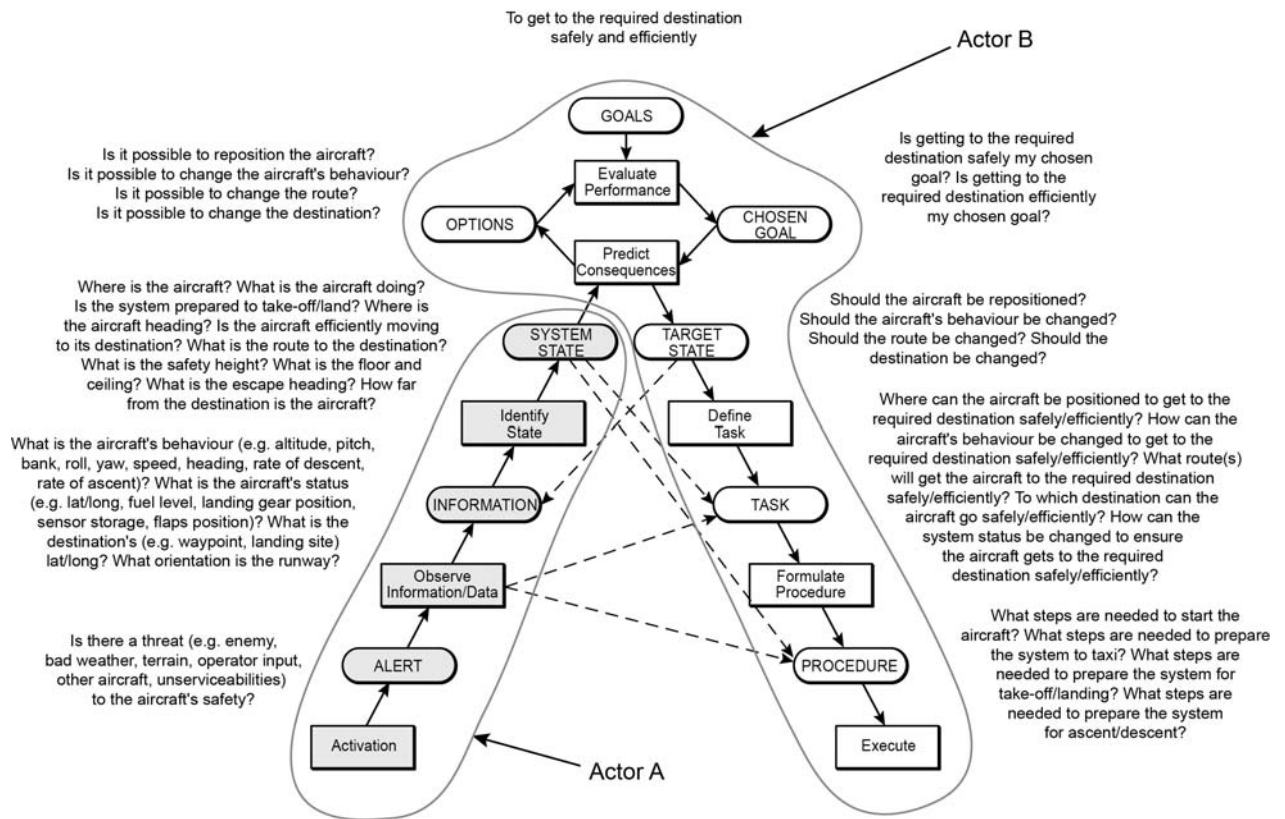 To get to the required destination
safely and efficiently
Actor B
GOALS
Is it possible to reposition the aircraft?
Is it possible to change the aircraft's behaviour?
Is it possible to change the route?
Is it possible to change the destination?
Evaluate
Performance
Is getting to the required
destination safely my chosen
goal? Is getting to the
required destination efficiently
my chosen goal?
OPTIONS
CHOSEN
GOAL
Predict
Consequences
Where is the aircraft? What is the aircraft doing?
Is the system prepared to take-off/land? Where is
the aircraft heading? Is the aircraft efficiently moving
to its destination? What is the route to the destination?
What is the safety height? What is the floor and
ceiling? What is the escape heading? How far
from the destination is the aircraft?
SYSTEM
STATE
TARGET
STATE
Should the aircraft be repositioned?
Should the aircraft's behaviour be changed?
Should the route be changed? Should the
destination be changed?
Identify
State
Define
Task
Where can the aircraft be positioned to get to the
required destination safely/efficiently? How can the
aircraft's behaviour be changed to get to the
required destination safely/efficiently? What route(s)
will get the aircraft to the required destination
safely/efficiently? To which destination can the
aircraft go safely/efficiently? How can the
system status be changed to ensure
the aircraft gets to the required
destination safely/efficiently?
What is the aircraft's behaviour (e.g. altitude, pitch,
bank, roll, yaw, speed, heading, rate of descent,
rate of ascent)? What is the aircraft's status
(e.g. lat/long, fuel level, landing gear position,
sensor storage, flaps position)? What is the
destination's (e.g. waypoint, landing site)
lat/long? What orientation is the runway?
INFORMATION
TASK
Observe
Information/Data
Formulate
Procedure
Is there a threat (e.g. enemy,
bad weather, terrain, operator input,
other aircraft, unserviceabilities)
to the aircraft's safety?
ALERT
PROCEDURE
What steps are needed to start the
aircraft? What steps are needed to prepare
the system to taxi? What steps are
needed to prepare the system for
take-off/landing? What steps are
needed to prepare the system
for ascent/descent?
Activation
Execute
Actor A